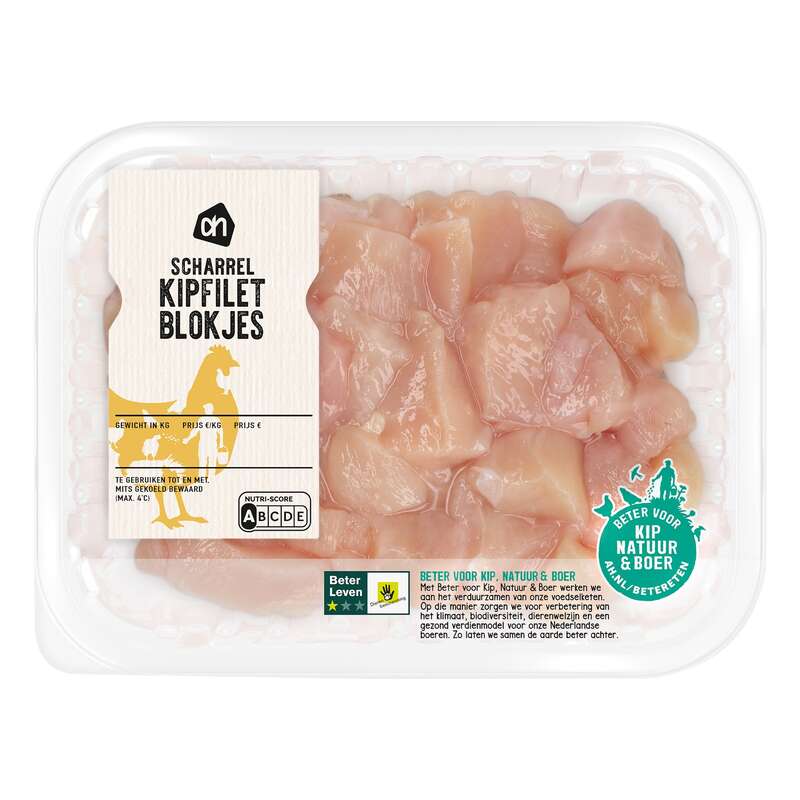 ah
SCHARREL
KIPFILET
BLOKJES
GEWICHT IN KG PRIJS €/KG PRIJS €
TE GEBRUIKEN TOT EN MET,
MITS GEKOELD BEWAARD
(MAX. 4°C)
NUTRI-SCORE
A B C D E
Beter
Leven
BETER VOOR KIP, NATUUR & BOER
Met Beter voor Kip, Natuur & Boer werken we
aan het verduurzamen van onze voedselketen.
Op die manier zorgen we voor verbetering van
het klimaat, biodiversiteit, dierenwelzijn en een
gezond verdienmodel voor onze Nederlandse
boeren. Zo laten we samen de aarde beter achter.
BETER VOOR
KIP
NATUUR
& BOER
AH.NL/BETERETEN